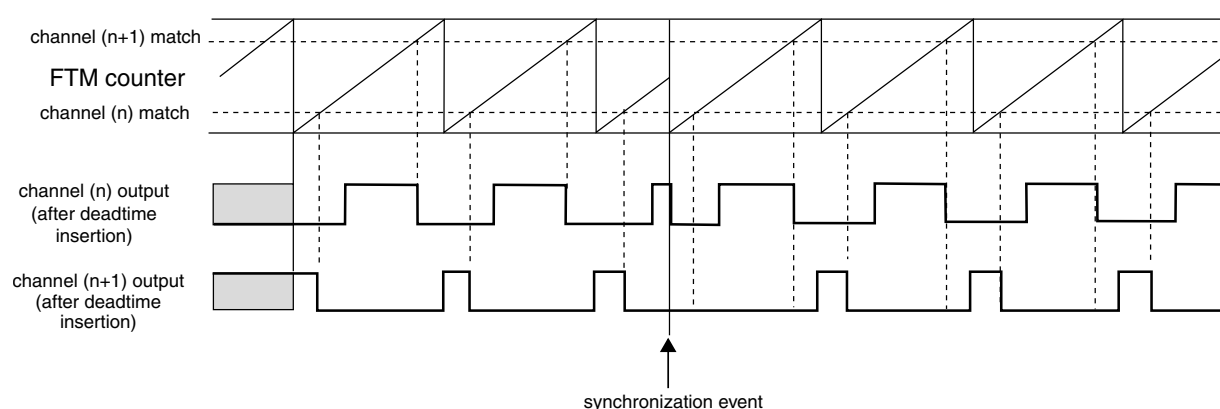 channel (n+1) match
FTM counter
channel (n) match
channel (n) output
(after deadtime
insertion)
channel (n+1) output
(after deadtime
insertion)
synchronization event